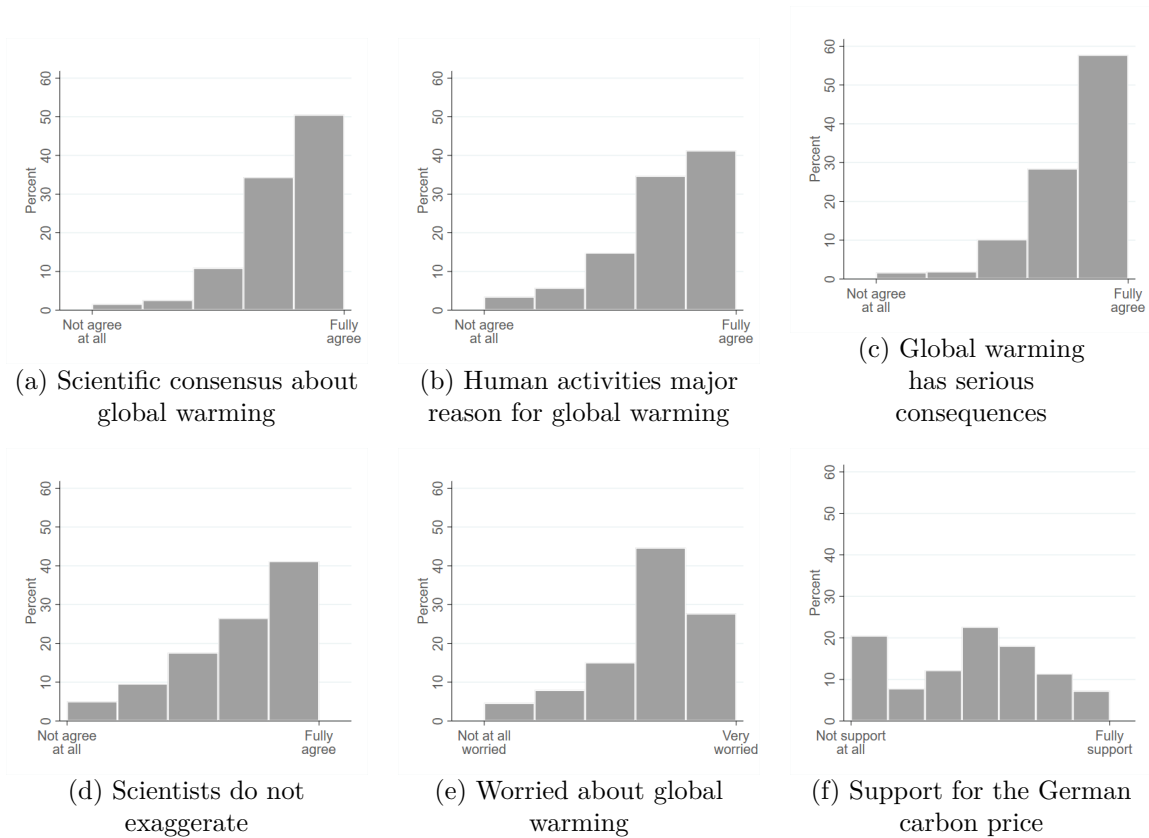 60
50
40
30
20
10
0
Percent
Not agree
at all
Fully
agree
(a) Scientific consensus about
global warming
60
50
40
30
20
10
0
Percent
Not agree
at all
Fully
agree
(b) Human activities major
reason for global warming
60
50
40
30
20
10
0
Percent
Not agree
at all
Fully
agree
(c) Global warming
has serious
consequences
60
50
40
30
20
10
0
Percent
Not agree
at all
Fully
agree
(d) Scientists do not
exaggerate
60
50
40
30
20
10
0
Percent
Not at all
worried
Very
worried
(e) Worried about global
warming
60
50
40
30
20
10
0
Percent
Not support
at all
Fully
support
(f) Support for the German
carbon price